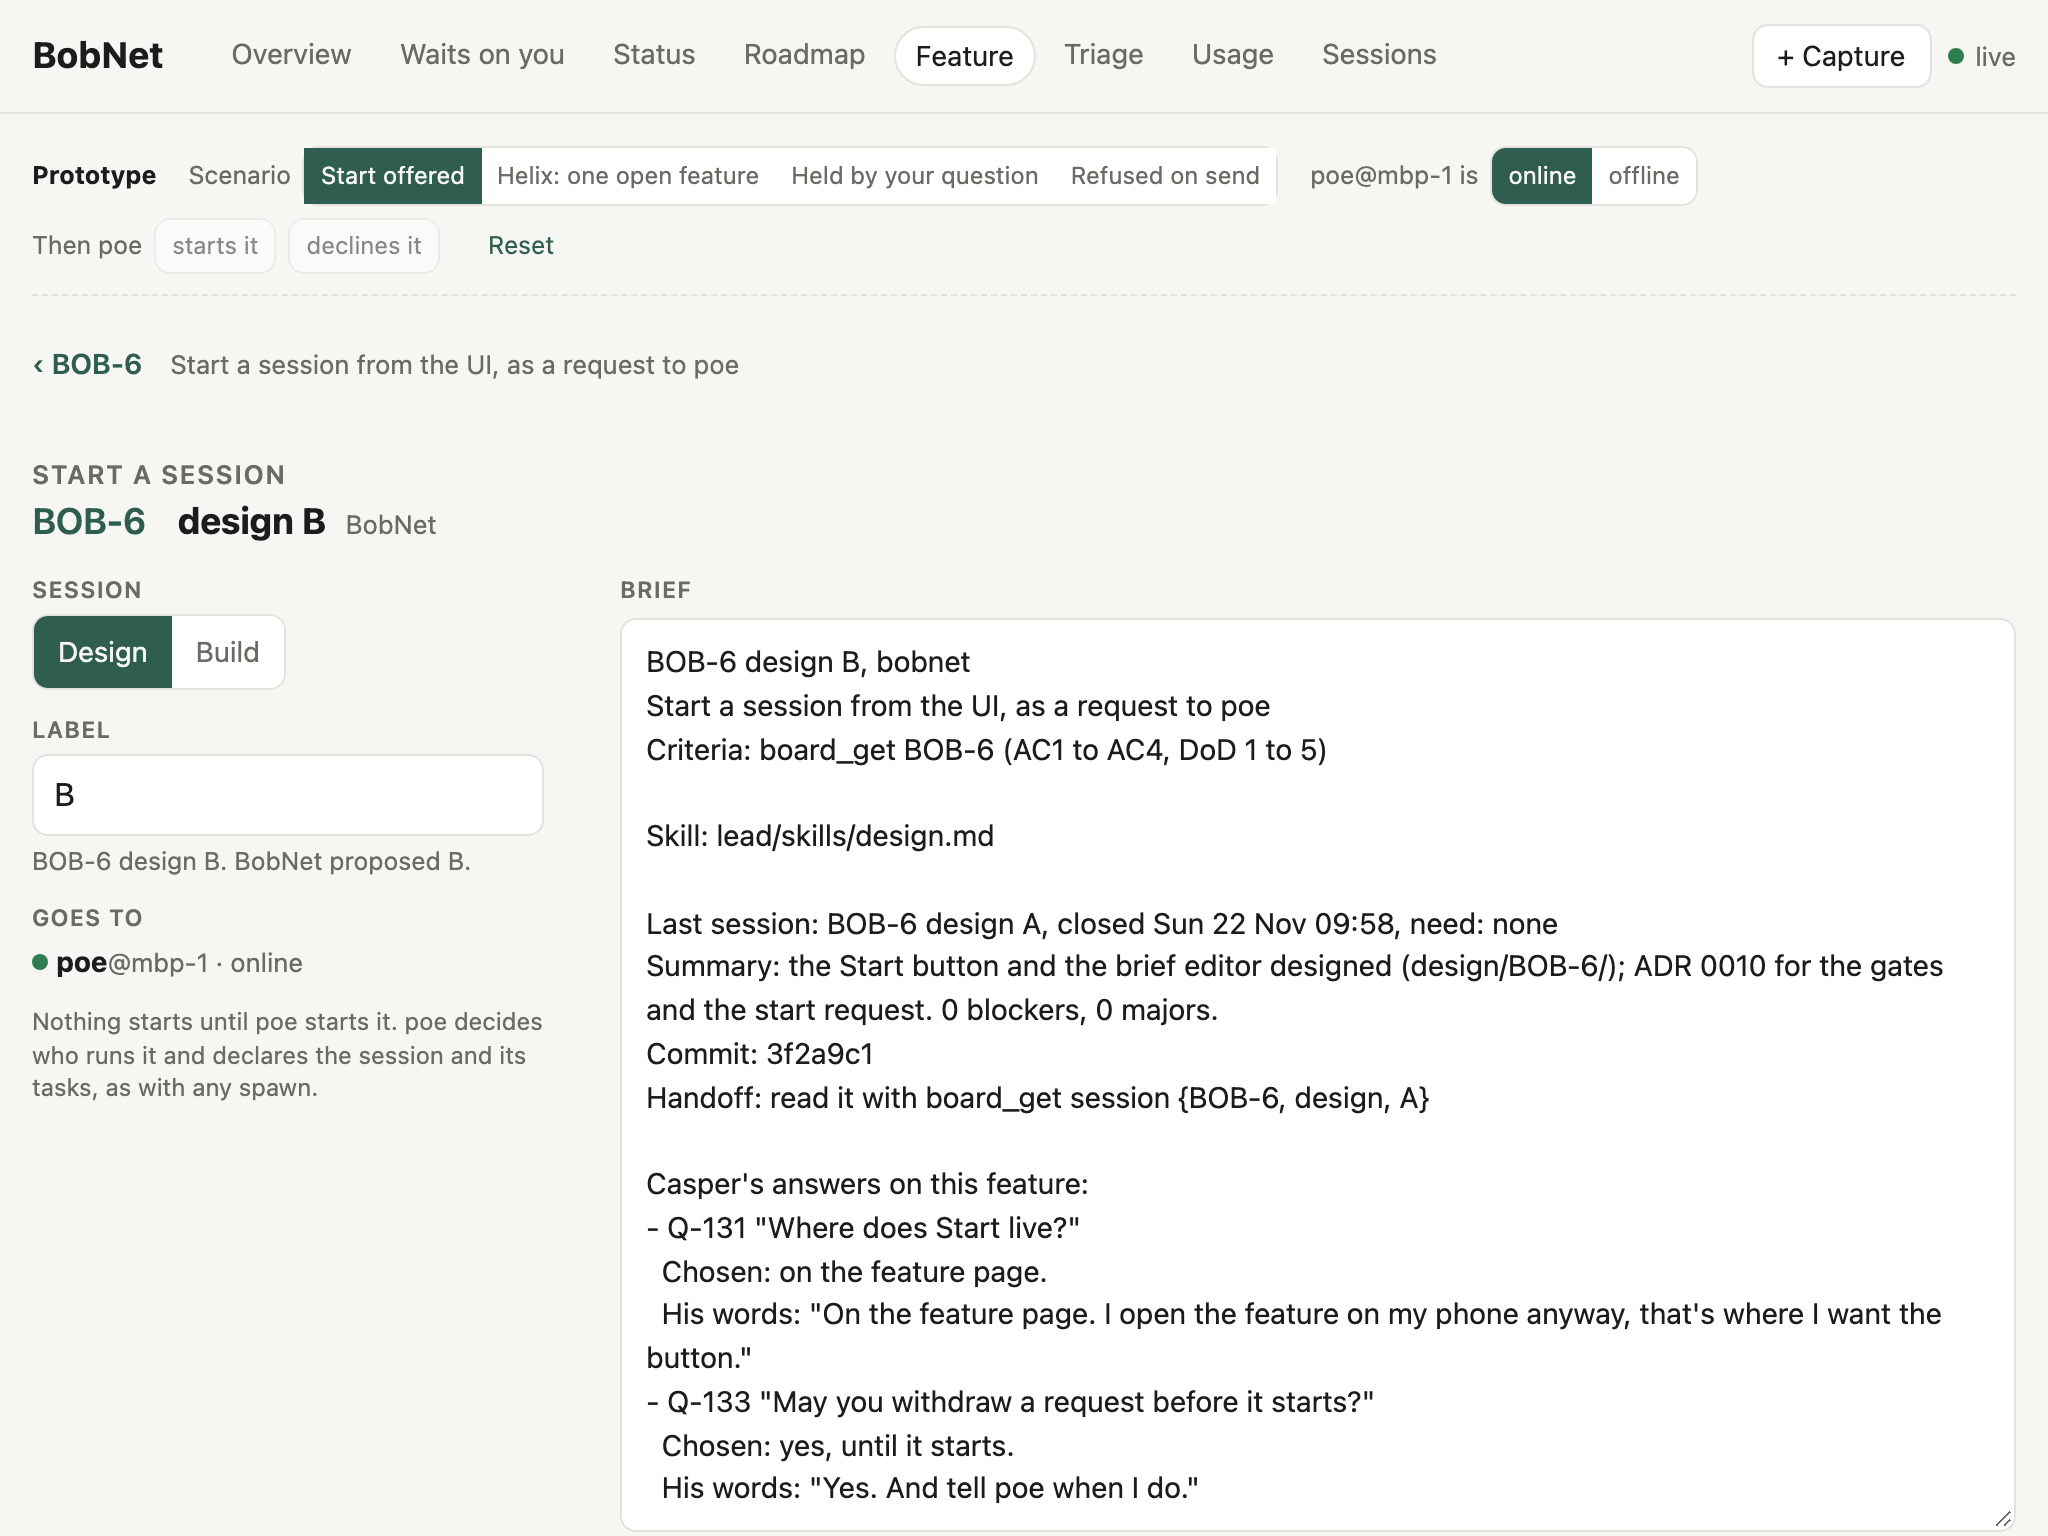 BobNet Overview Waits on you Status Roadmap Feature Triage Usage Sessions + Capture live
Prototype Scenario Start offered Helix: one open feature Held by your question Refused on send poe@mbp-1 is online offline
Then poe starts it declines it Reset
‹ BOB-6 Start a session from the UI, as a request to poe
START A SESSION
BOB-6 design B BobNet
SESSION
Design Build
LABEL
B
BOB-6 design B. BobNet proposed B.
GOES TO
poe@mbp-1 · online
Nothing starts until poe starts it. poe decides
who runs it and declares the session and its
tasks, as with any spawn.
BRIEF
BOB-6 design B, bobnet
Start a session from the UI, as a request to poe
Criteria: board_get BOB-6 (AC1 to AC4, DoD 1 to 5)
Skill: lead/skills/design.md
Last session: BOB-6 design A, closed Sun 22 Nov 09:58, need: none
Summary: the Start button and the brief editor designed (design/BOB-6/); ADR 0010 for the gates
and the start request. 0 blockers, 0 majors.
Commit: 3f2a9c1
Handoff: read it with board_get session {BOB-6, design, A}
Casper's answers on this feature:
- Q-131 "Where does Start live?"
Chosen: on the feature page.
His words: "On the feature page. I open the feature on my phone anyway, that's where I want the
button."
- Q-133 "May you withdraw a request before it starts?"
Chosen: yes, until it starts.
His words: "Yes. And tell poe when I do."